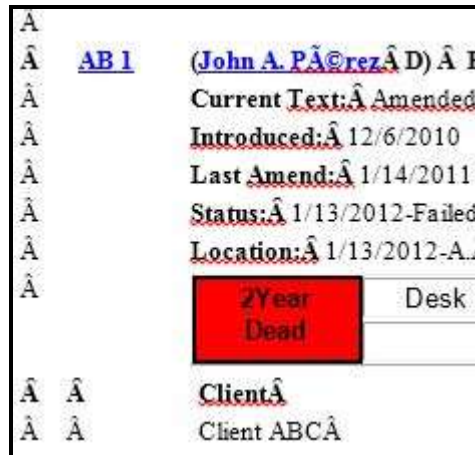 Â
Â AB 1 (John A. PÃ©rezÂ D) Â
Â Current Text:Â Amended
Â Introduced:Â 12/6/2010
Â Last Amend:Â 1/14/2011
Â Status:Â 1/13/2012-Failed
Â Location:Â 1/13/2012-A.
Â
2Year Desk
Dead
Â Â ClientÂ
Â Â Client ABCÂ